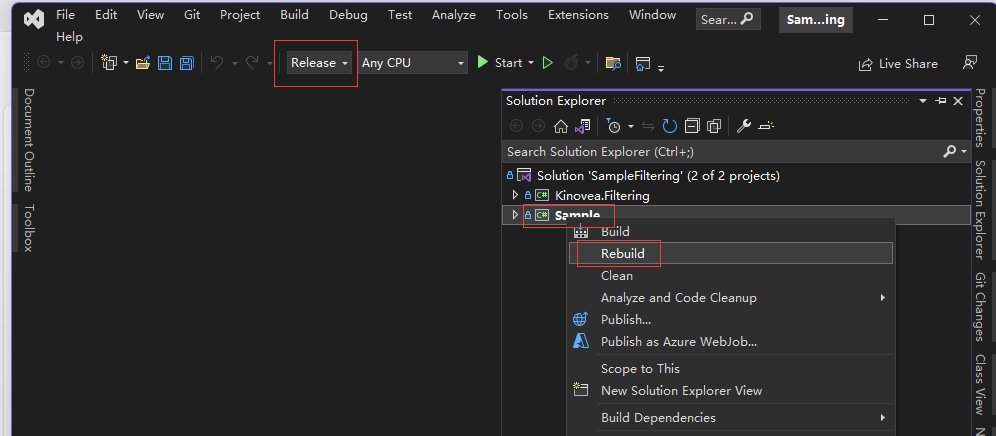 File Edit View Git Project Build Debug Test Analyze Tools Extensions Window Sear... Sam...ing
Help
Release Any CPU Start Live Share
Document Outline
Toolbox
Solution Explorer
Search Solution Explorer (Ctrl+;)
Solution 'SampleFiltering' (2 of 2 projects)
C# Kinovea.Filtering
C# Sample
Build
Rebuild
Clean
Analyze and Code Cleanup
Publish...
Publish as Azure WebJob...
Scope to This
New Solution Explorer View
Build Dependencies
Properties
Solution Explorer
Git Changes
Class View